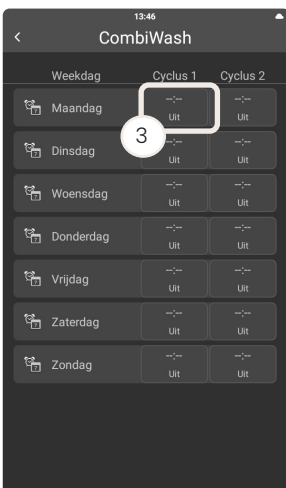 13:46
CombiWash
Weekdag Cyclus 1 Cyclus 2
Maandag --:-- --:--
Uit Uit
3
Dinsdag --:-- --:--
Uit Uit
Woensdag --:-- --:--
Uit Uit
Donderdag --:-- --:--
Uit Uit
Vrijdag --:-- --:--
Uit Uit
Zaterdag --:-- --:--
Uit Uit
Zondag --:-- --:--
Uit Uit